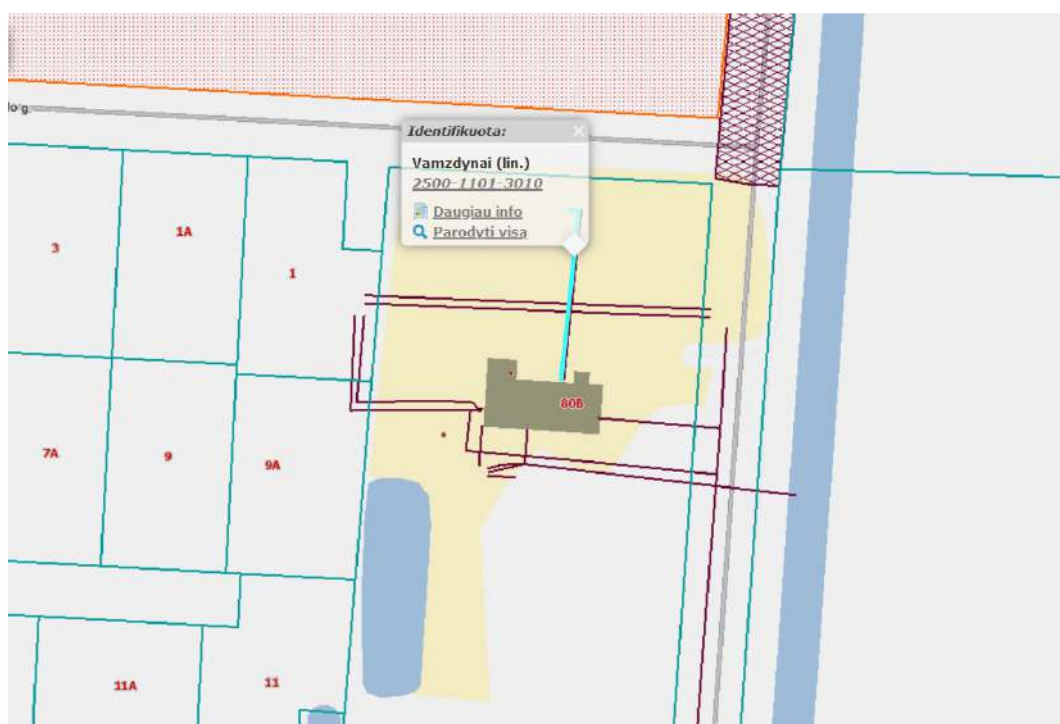 lo g.
Identifikuota:
Vamzdynai (lin.)
2500-1101-3010
Daugiau info
Parodyti visą
3
1A
1
80B
7A
9
9A
11A
11